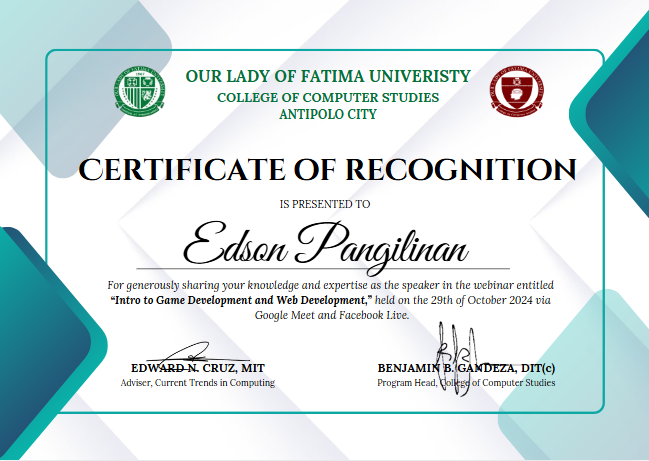 OUR LADY OF FATIMA UNIVERISTY
COLLEGE OF COMPUTER STUDIES
ANTIPOLO CITY
CERTIFICATE OF RECOGNITION
IS PRESENTED TO
Edson Pangilinan
For generously sharing your knowledge and expertise as the speaker in the webinar entitled
“Intro to Game Development and Web Development,” held on the 29th of October 2024 via
Google Meet and Facebook Live.
EDWARD N. CRUZ, MIT
Adviser, Current Trends in Computing
BENJAMIN B. GANDEZA, DIT(c)
Program Head, College of Computer Studies